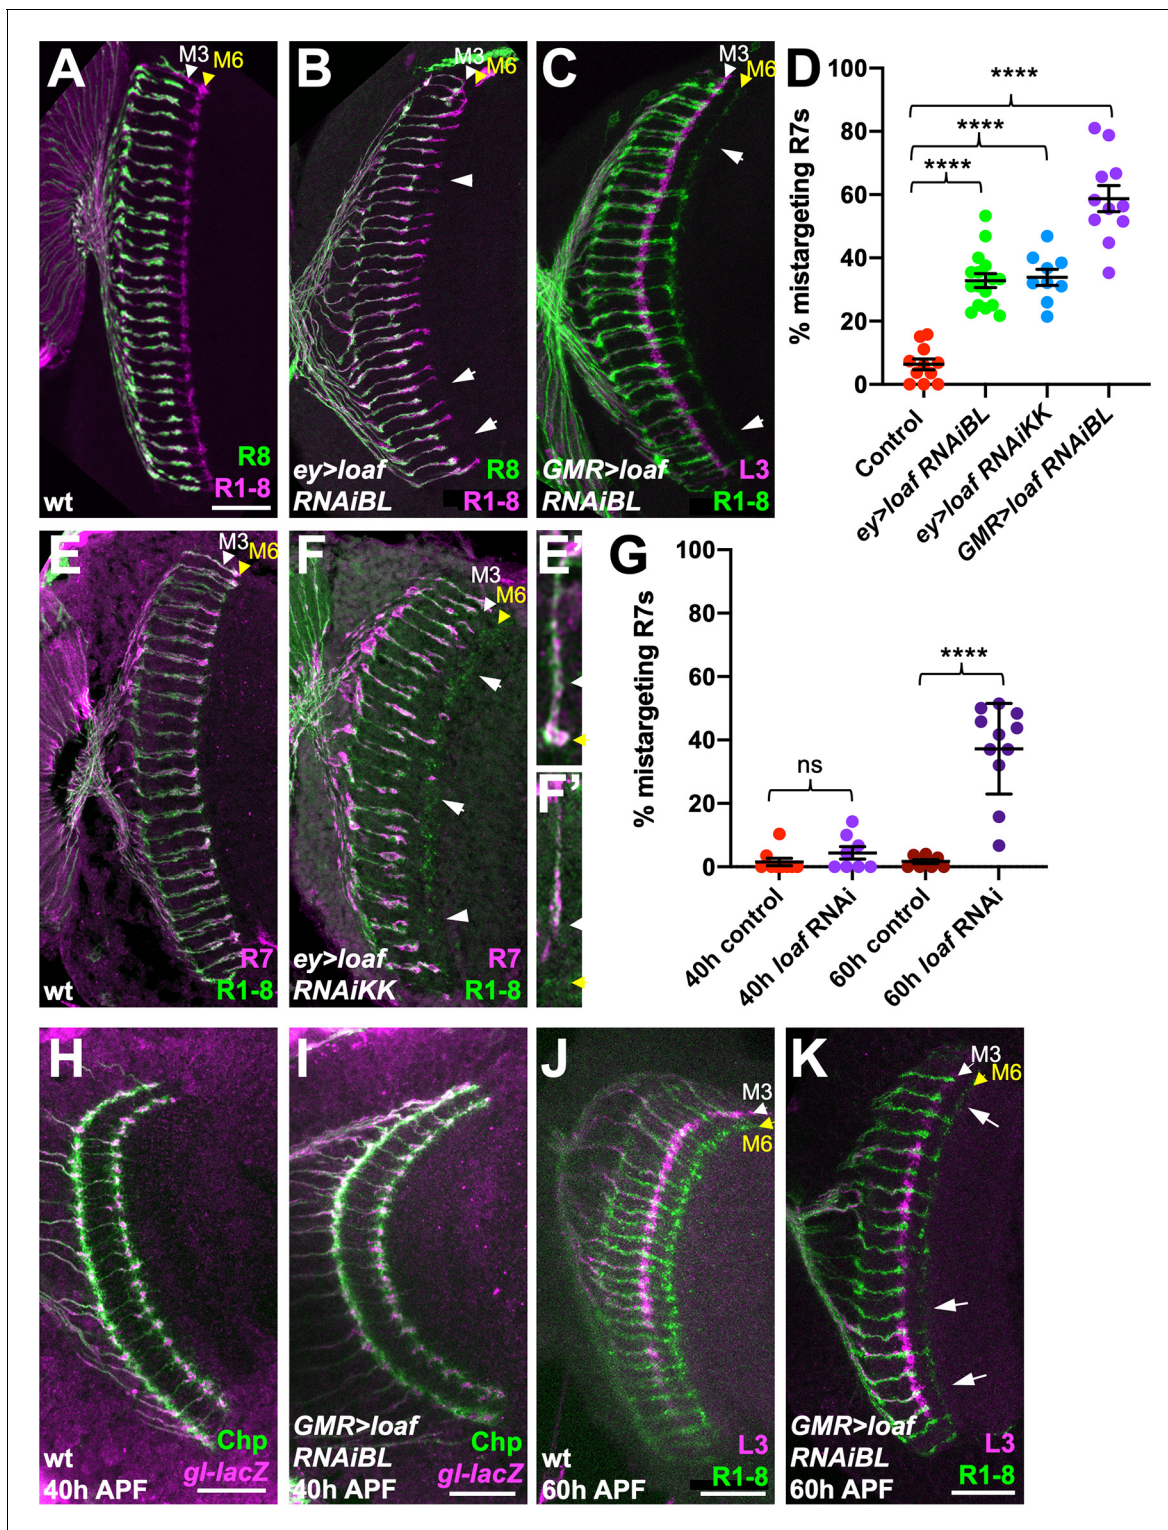 A
M3
M6
R8
R1-8
wt
B
M3
M6
ey>loaf
RNAiBL
R8
R1-8
C
M3
M6
GMR>loaf
RNAiBL
L3
R1-8
D
% mistargeting R7s
100
80
60
40
20
0
****
****
****
Control
ey>loaf RNAiBL
ey>loaf RNAiKK
GMR>loaf RNAiBL
E
M3
M6
R7
R1-8
wt
F
M3
M6
ey>loaf
RNAiKK
R7
R1-8
E'
F'
G
% mistargeting R7s
100
80
60
40
20
0
ns
****
40h control
40h loaf RNAi
60h control
60h loaf RNAi
H
Chp
gl-lacZ
wt
40h APF
I
GMR>loaf
RNAiBL
40h APF
Chp
gl-lacZ
J
M3
M6
wt
60h APF
L3
R1-8
K
M3
M6
GMR>loaf
RNAiBL
60h APF
L3
R1-8